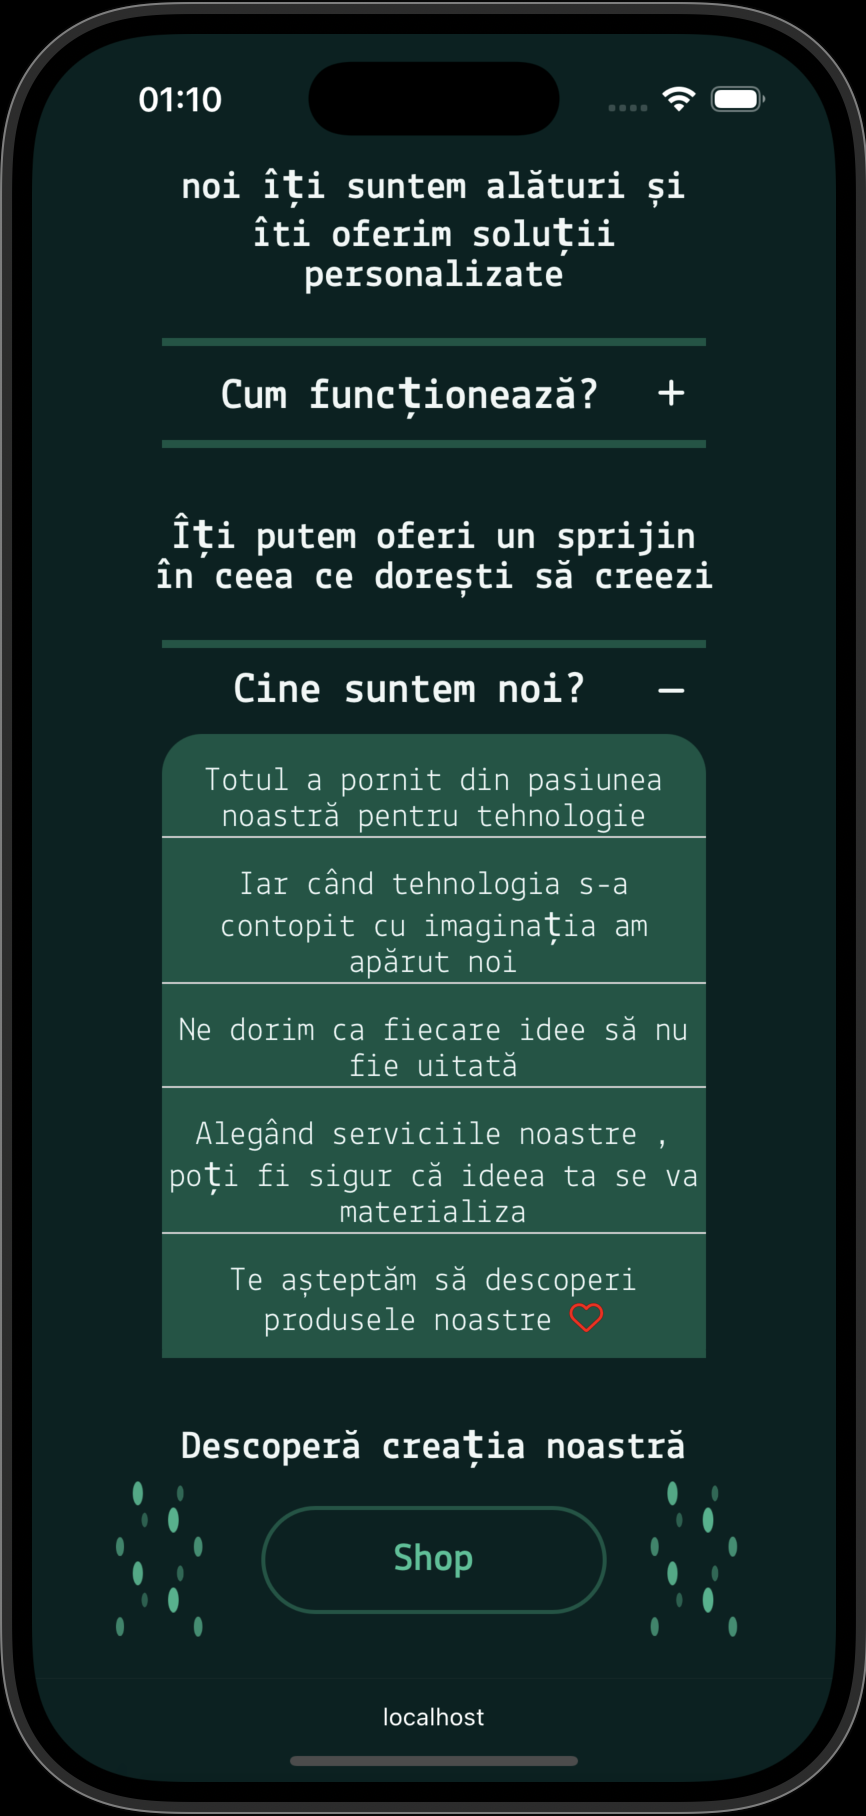 01:10
noi îți suntem alături și
îti oferim soluții
personalizate
Cum funcționează? +
Îți putem oferi un sprijin
în ceea ce dorești să creezi
Cine suntem noi? −
Totul a pornit din pasiunea
noastră pentru tehnologie
Iar când tehnologia s-a
contopit cu imaginația am
apărut noi
Ne dorim ca fiecare idee să nu
fie uitată
Alegând serviciile noastre ,
poți fi sigur că ideea ta se va
materializa
Te așteptăm să descoperi
produsele noastre
Descoperă creația noastră
Shop
localhost